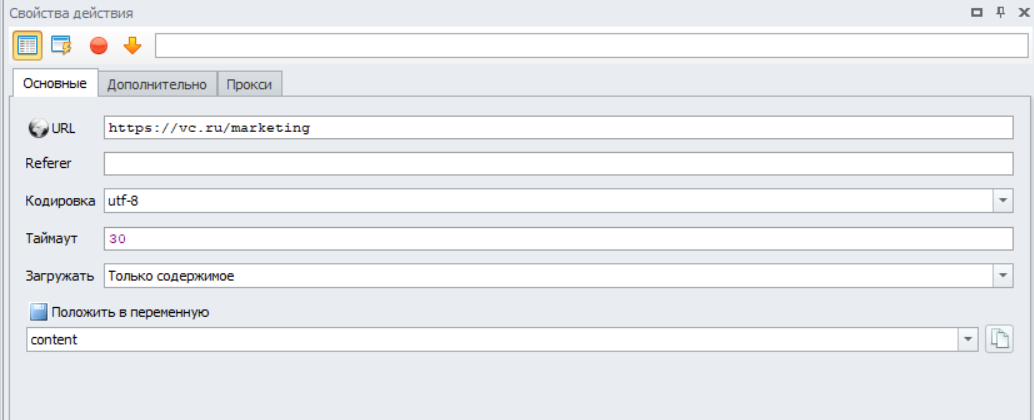 Свойства действия
Основные Дополнительно Прокси
URL https://vc.ru/marketing
Referer
Кодировка utf-8
Таймаут 30
Загружать Только содержимое
Положить в переменную
content